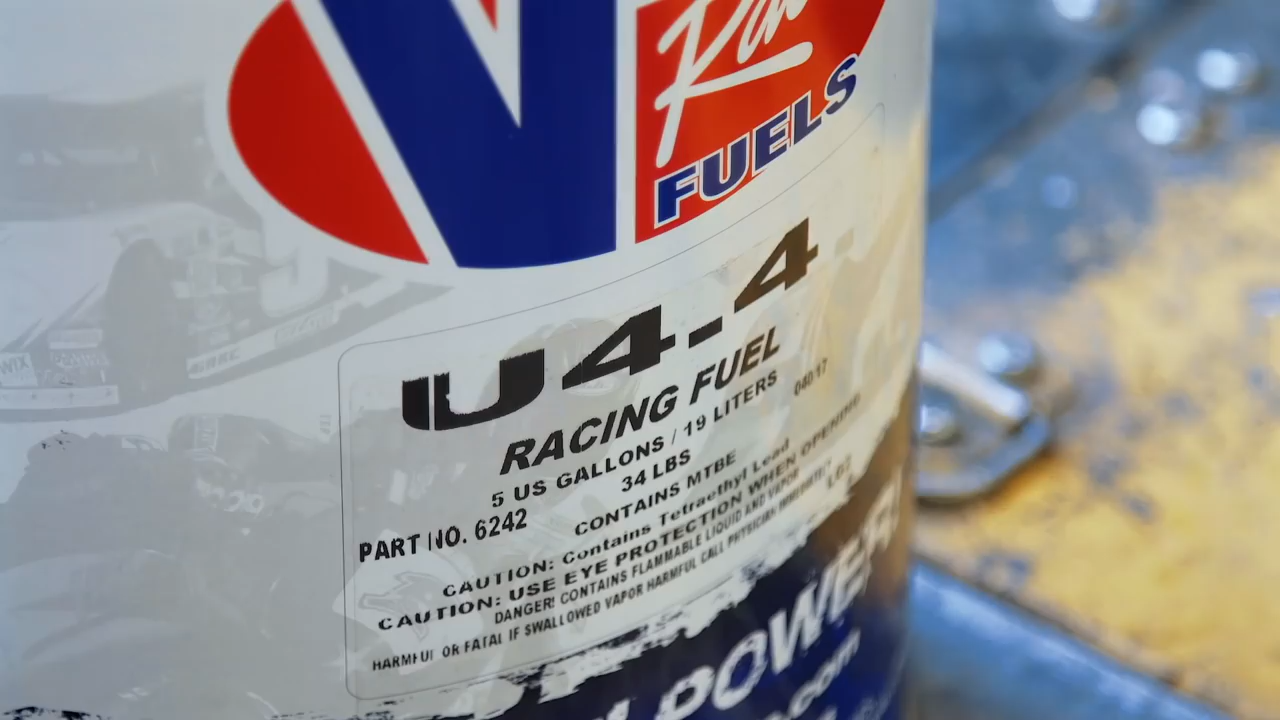 FUELS
U4.4
RACING FUEL
5 US GALLONS / 19 LITERS
34 LBS
PART NO. 6242
CONTAINS MTBE
CAUTION: Contains Tetraethyl Lead
CAUTION: USE EYE PROTECTION WHEN OPENING
DANGER! CONTAINS FLAMMABLE LIQUID AND VAPOR
HARMFUL OR FATAL IF SWALLOWED VAPOR HARMFUL CALL PHYSICIAN IMMEDIATELY
POWER
.com